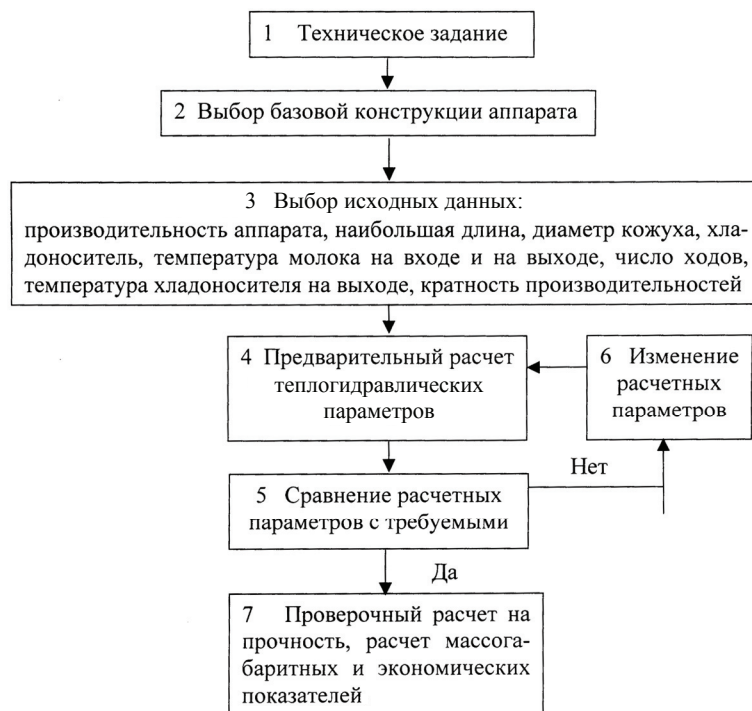 1 Техническое задание
2 Выбор базовой конструкции аппарата
3 Выбор исходных данных:
производительность аппарата, наибольшая длина, диаметр кожуха, хла-
доноситель, температура молока на входе и на выходе, число ходов,
температура хладоносителя на выходе, кратность производительностей
4 Предварительный расчет
теплогидравлических
параметров
6 Изменение
расчетных
параметров
Нет
5 Сравнение расчетных
параметров с требуемыми
Да
7 Проверочный расчет на
прочность, расчет массога-
баритных и экономических
показателей